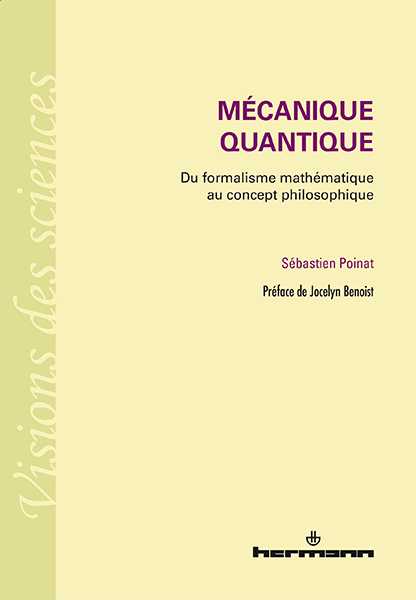 Visions des sciences
MÉCANIQUE
QUANTIQUE
Du formalisme mathématique
au concept philosophique
Sébastien Poinat
Préface de Jocelyn Benoist
hermann